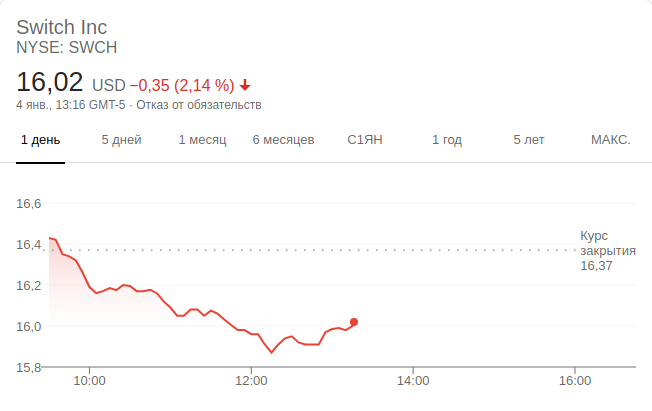 Switch Inc
NYSE: SWCH
16,02 USD −0,35 (2,14 %)
4 янв., 13:16 GMT-5 · Отказ от обязательств
1 день 5 дней 1 месяц 6 месяцев С1ЯН 1 год 5 лет МАКС.
16,6
Курс
16,4
закрытия
16,37
16,2
16,0
15,8
10:00 12:00 14:00 16:00